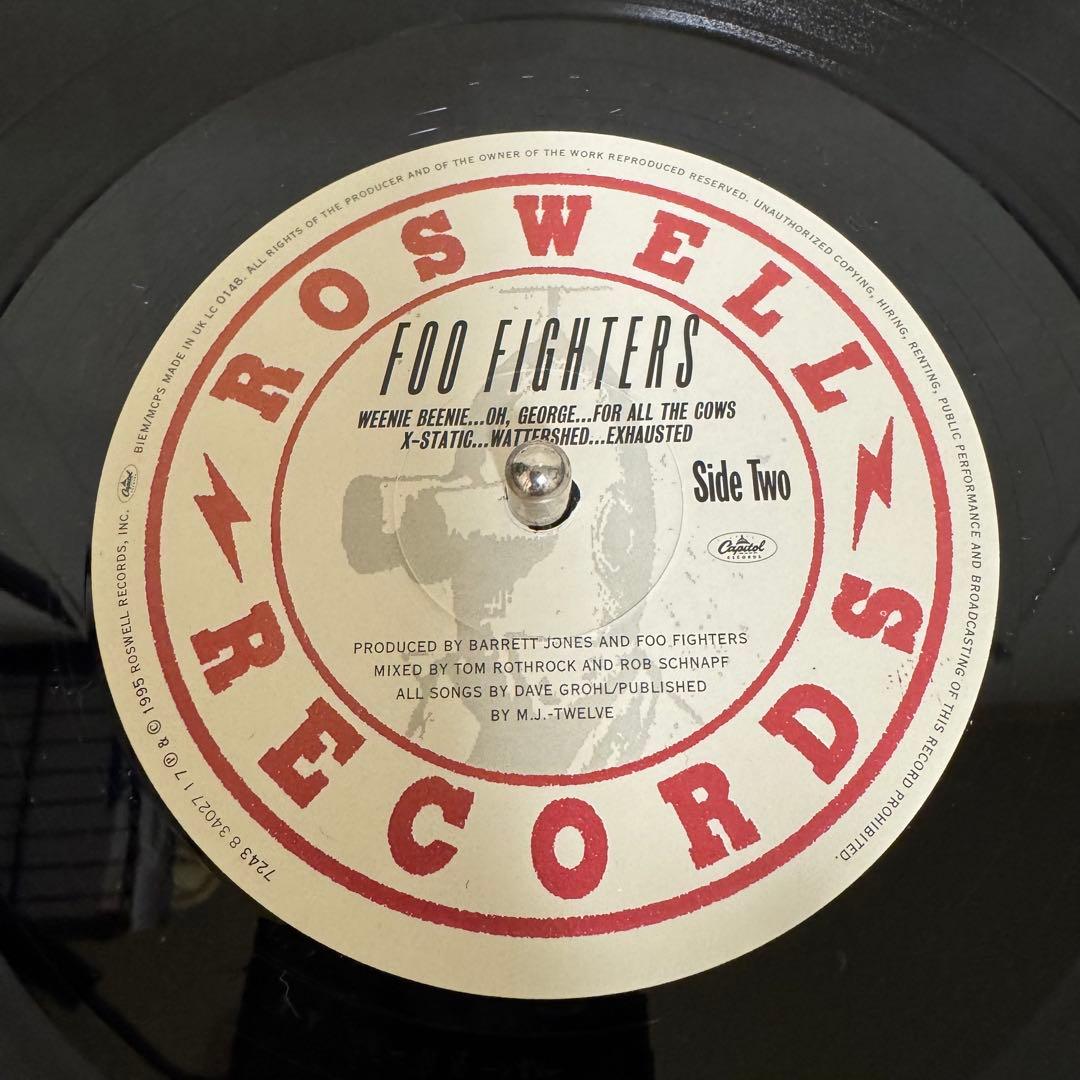 ROSWELL
RECORDS
FOO FIGHTERS
WEENIE BEENIE...OH, GEORGE...FOR ALL THE COWS
X-STATIC...WATTERSHED...EXHAUSTED
Side Two
Capitol
RECORDS
PRODUCED BY BARRETT JONES AND FOO FIGHTERS
MIXED BY TOM ROTHROCK AND ROB SCHNAPF
ALL SONGS BY DAVE GROHL/PUBLISHED
BY M.J.-TWELVE
7243 8 34027 1 7 ℗ & © 1995 ROSWELL RECORDS, INC. Capitol BIEM/MCPS MADE IN UK LC 0148. ALL RIGHTS OF THE PRODUCER AND OF THE OWNER OF THE WORK REPRODUCED RESERVED. UNAUTHORIZED COPYING, HIRING, RENTING, PUBLIC PERFORMANCE AND BROADCASTING OF THIS RECORD PROHIBITED.